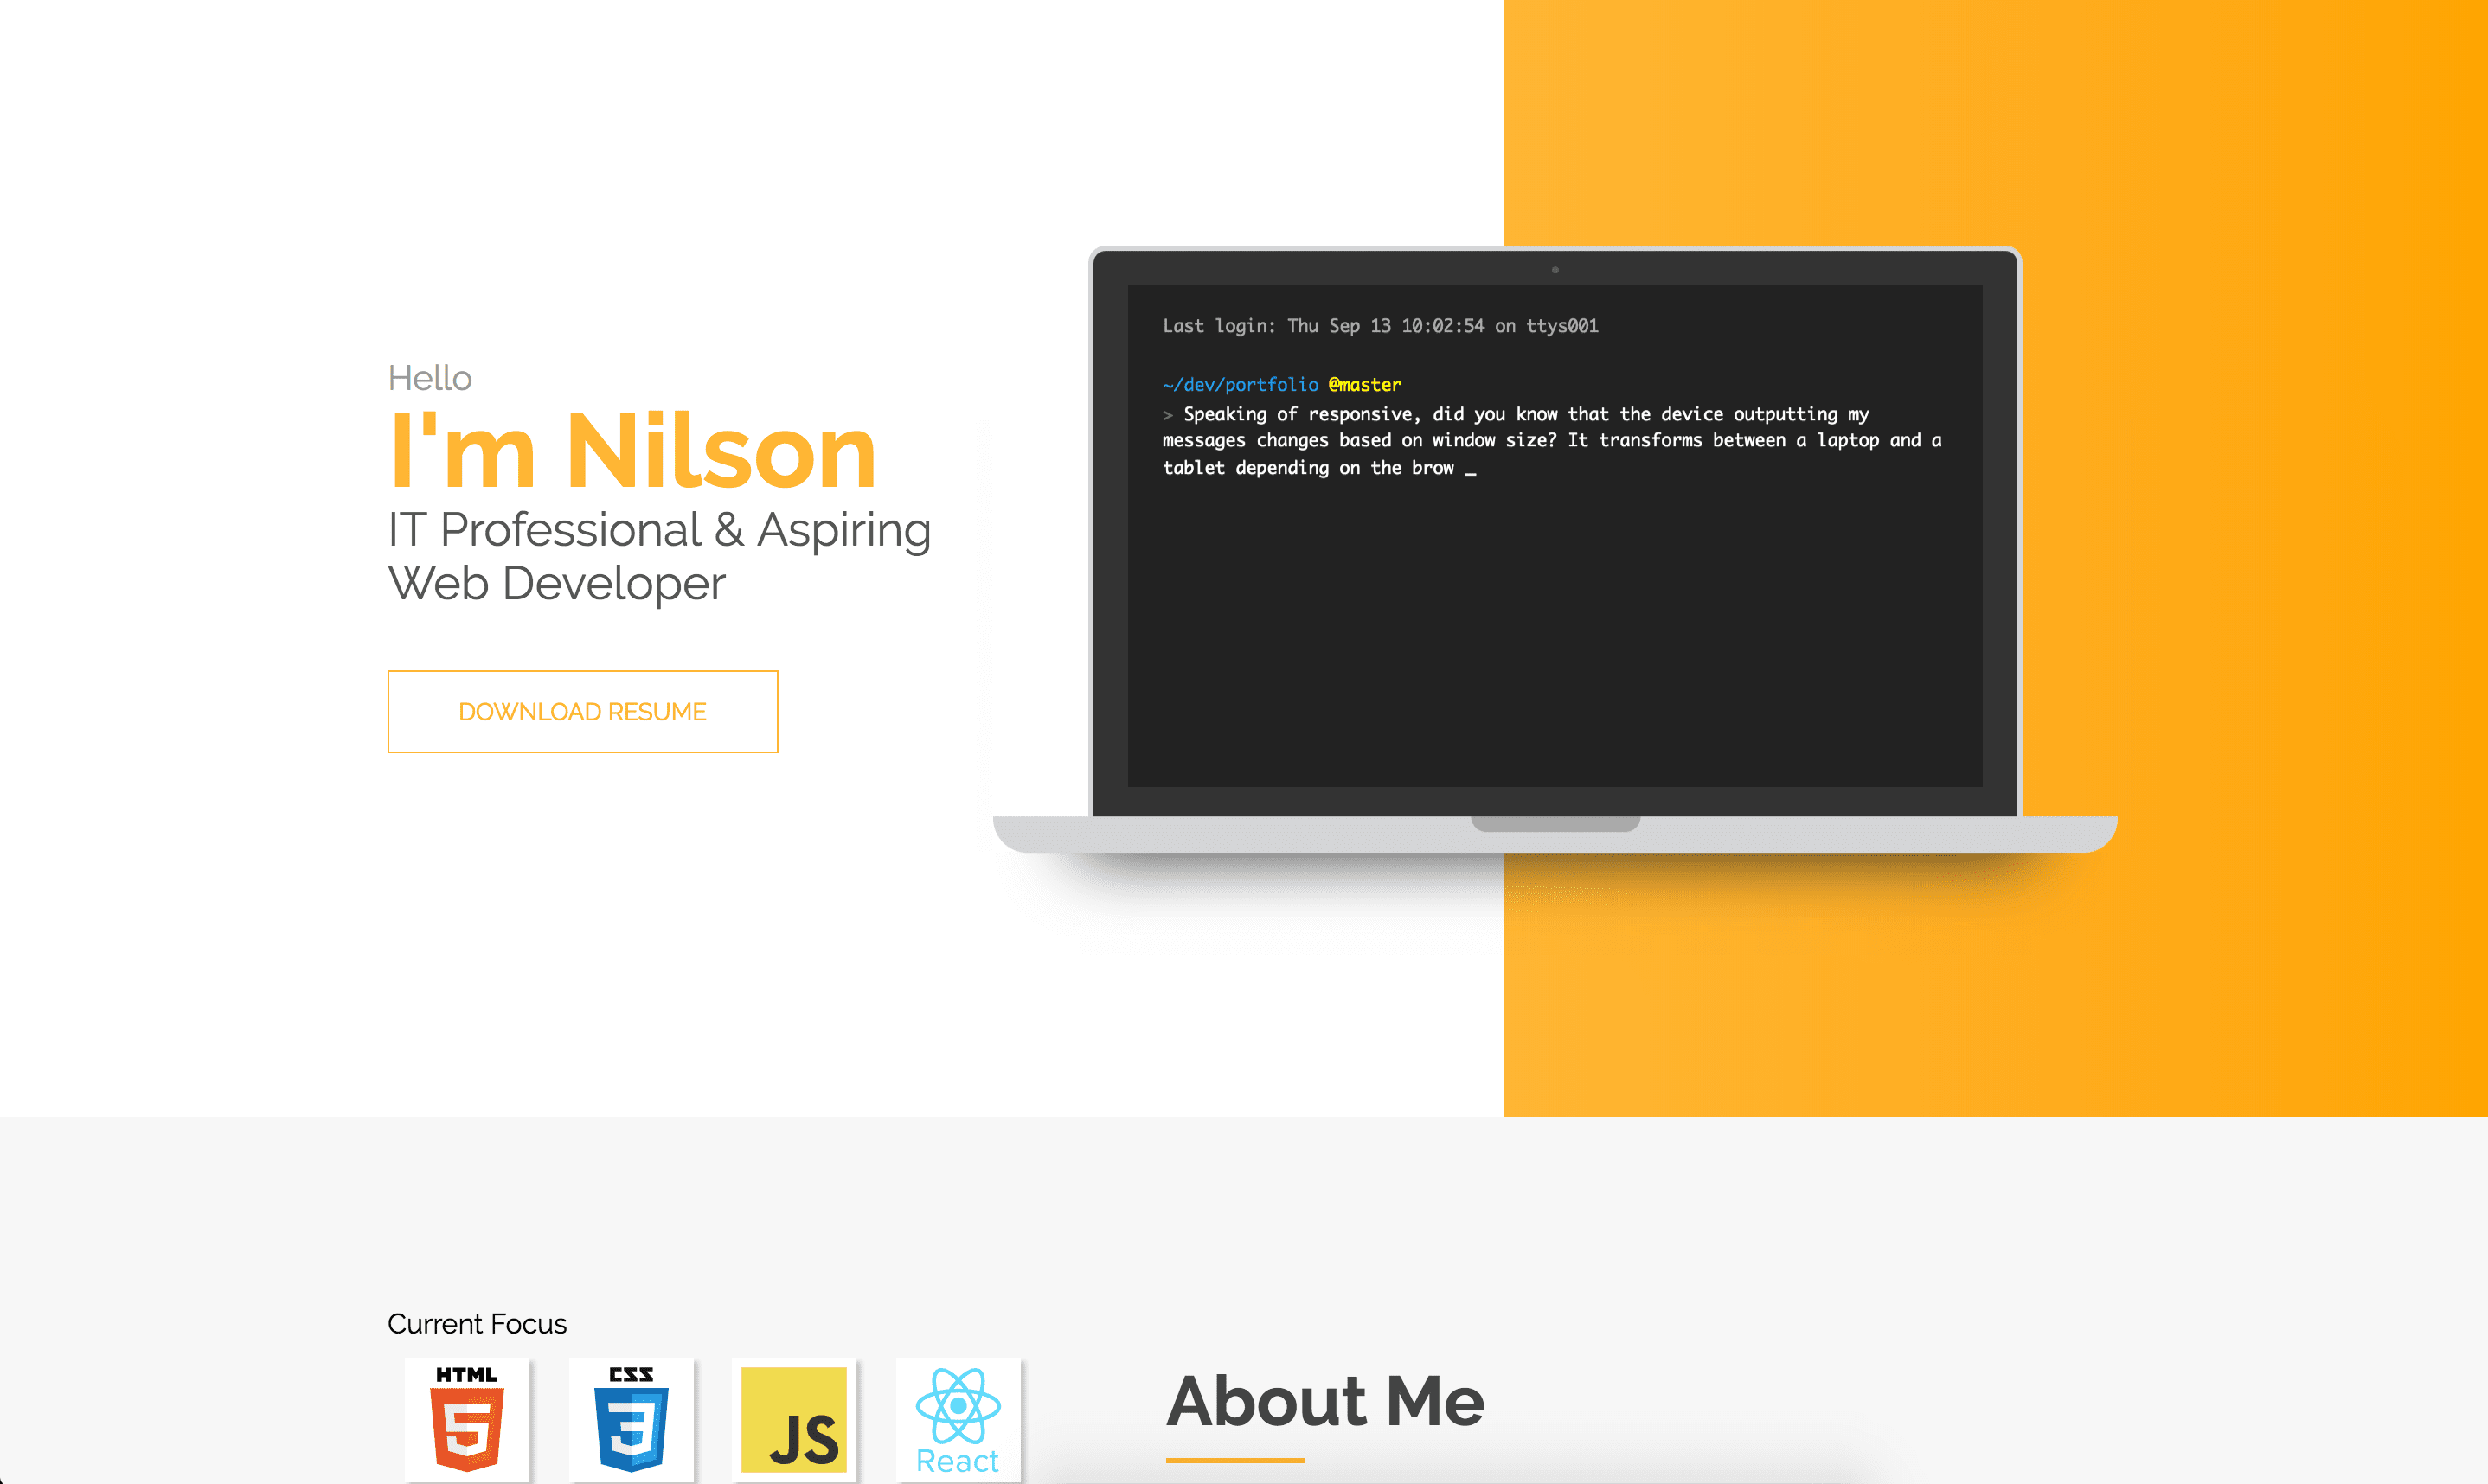 Hello
I'm Nilson
IT Professional & Aspiring
Web Developer
DOWNLOAD RESUME
Last login: Thu Sep 13 10:02:54 on ttys001
~/dev/portfolio @master
> Speaking of responsive, did you know that the device outputting my
messages changes based on window size? It transforms between a laptop and a
tablet depending on the brow _
Current Focus
HTML
5
CSS
3
JS
React
About Me